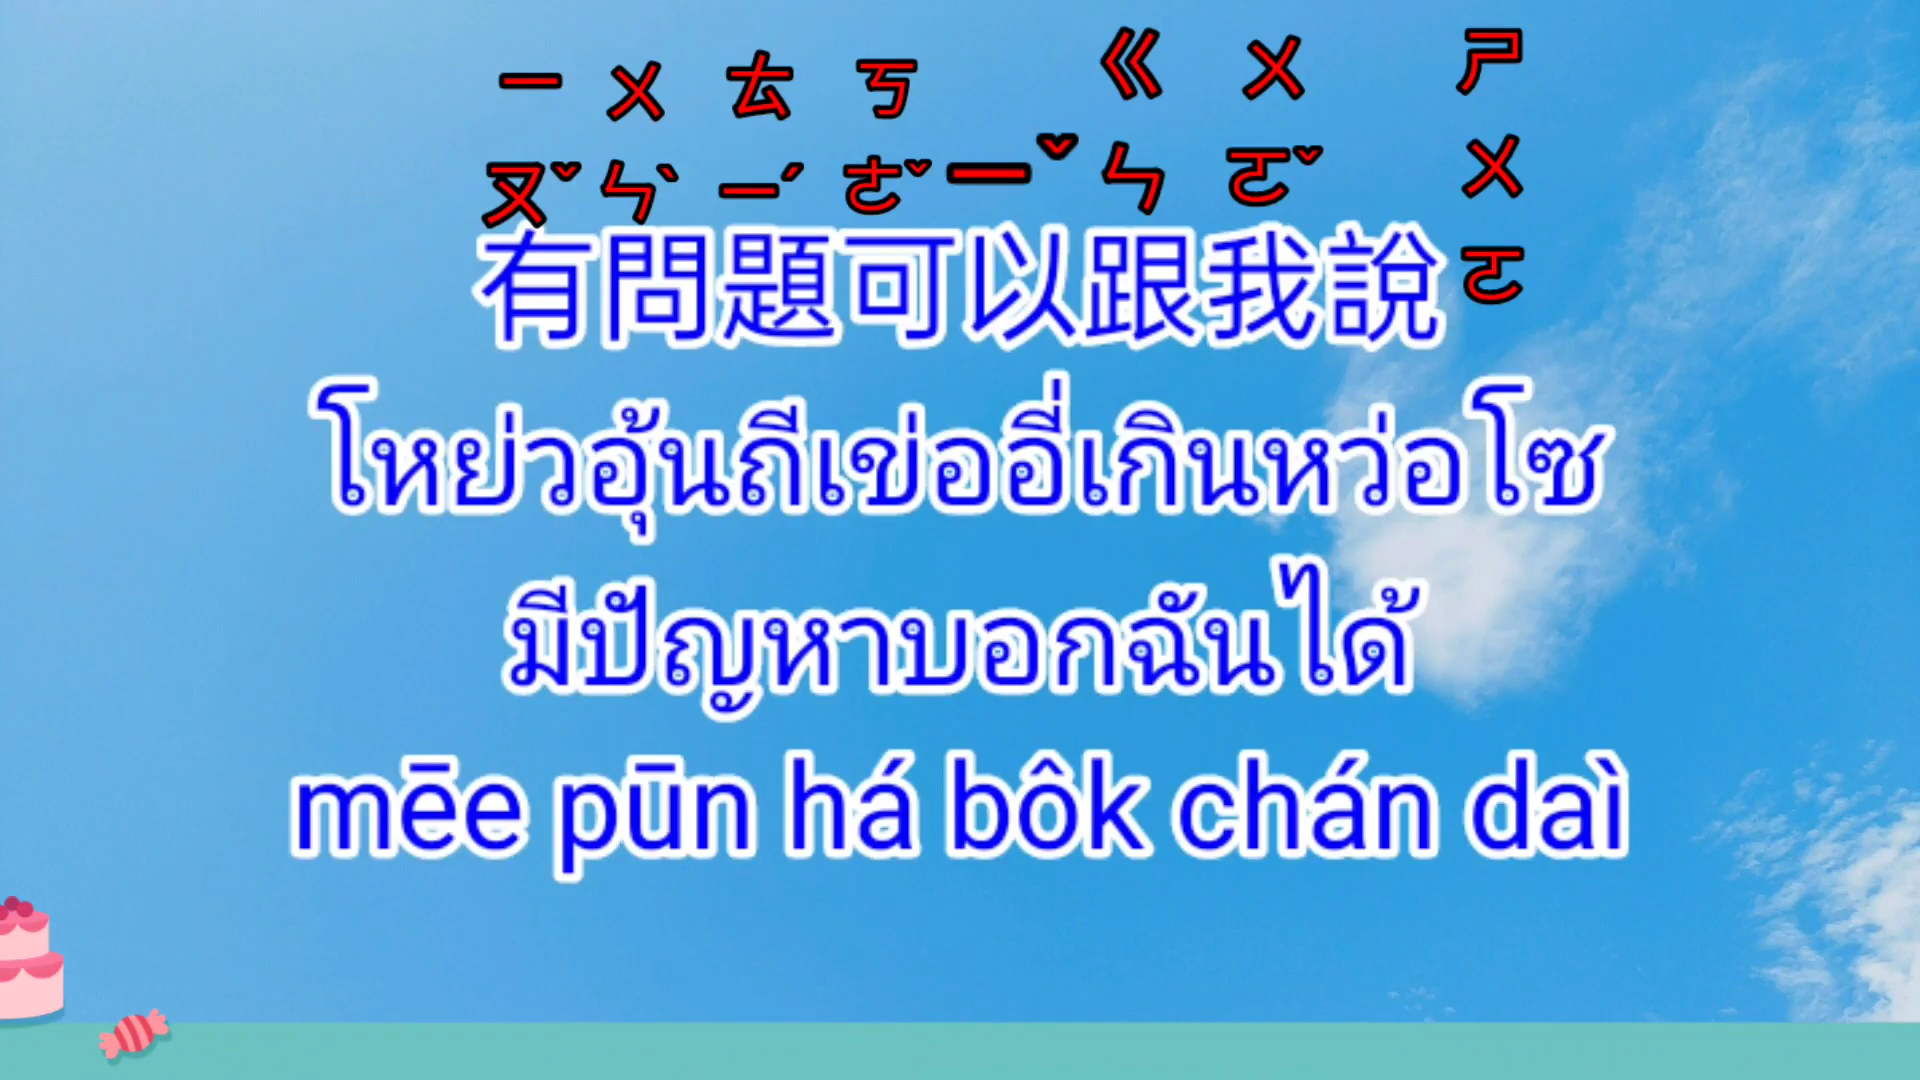 ㄧ ㄨ ㄊ ㄎ ㄍ ㄨ ㄕ
ㄡˇ ㄣˋ ㄧˊ ㄜˇ ㄧˇ ㄣ ㄛˇ ㄨ
ㄛ
有問題可以跟我說
โหย่วอุ้นถีเข่ออี่เกินหว่อโซ
มีปัญหาบอกฉันได้
mēe pūn há bôk chán daì